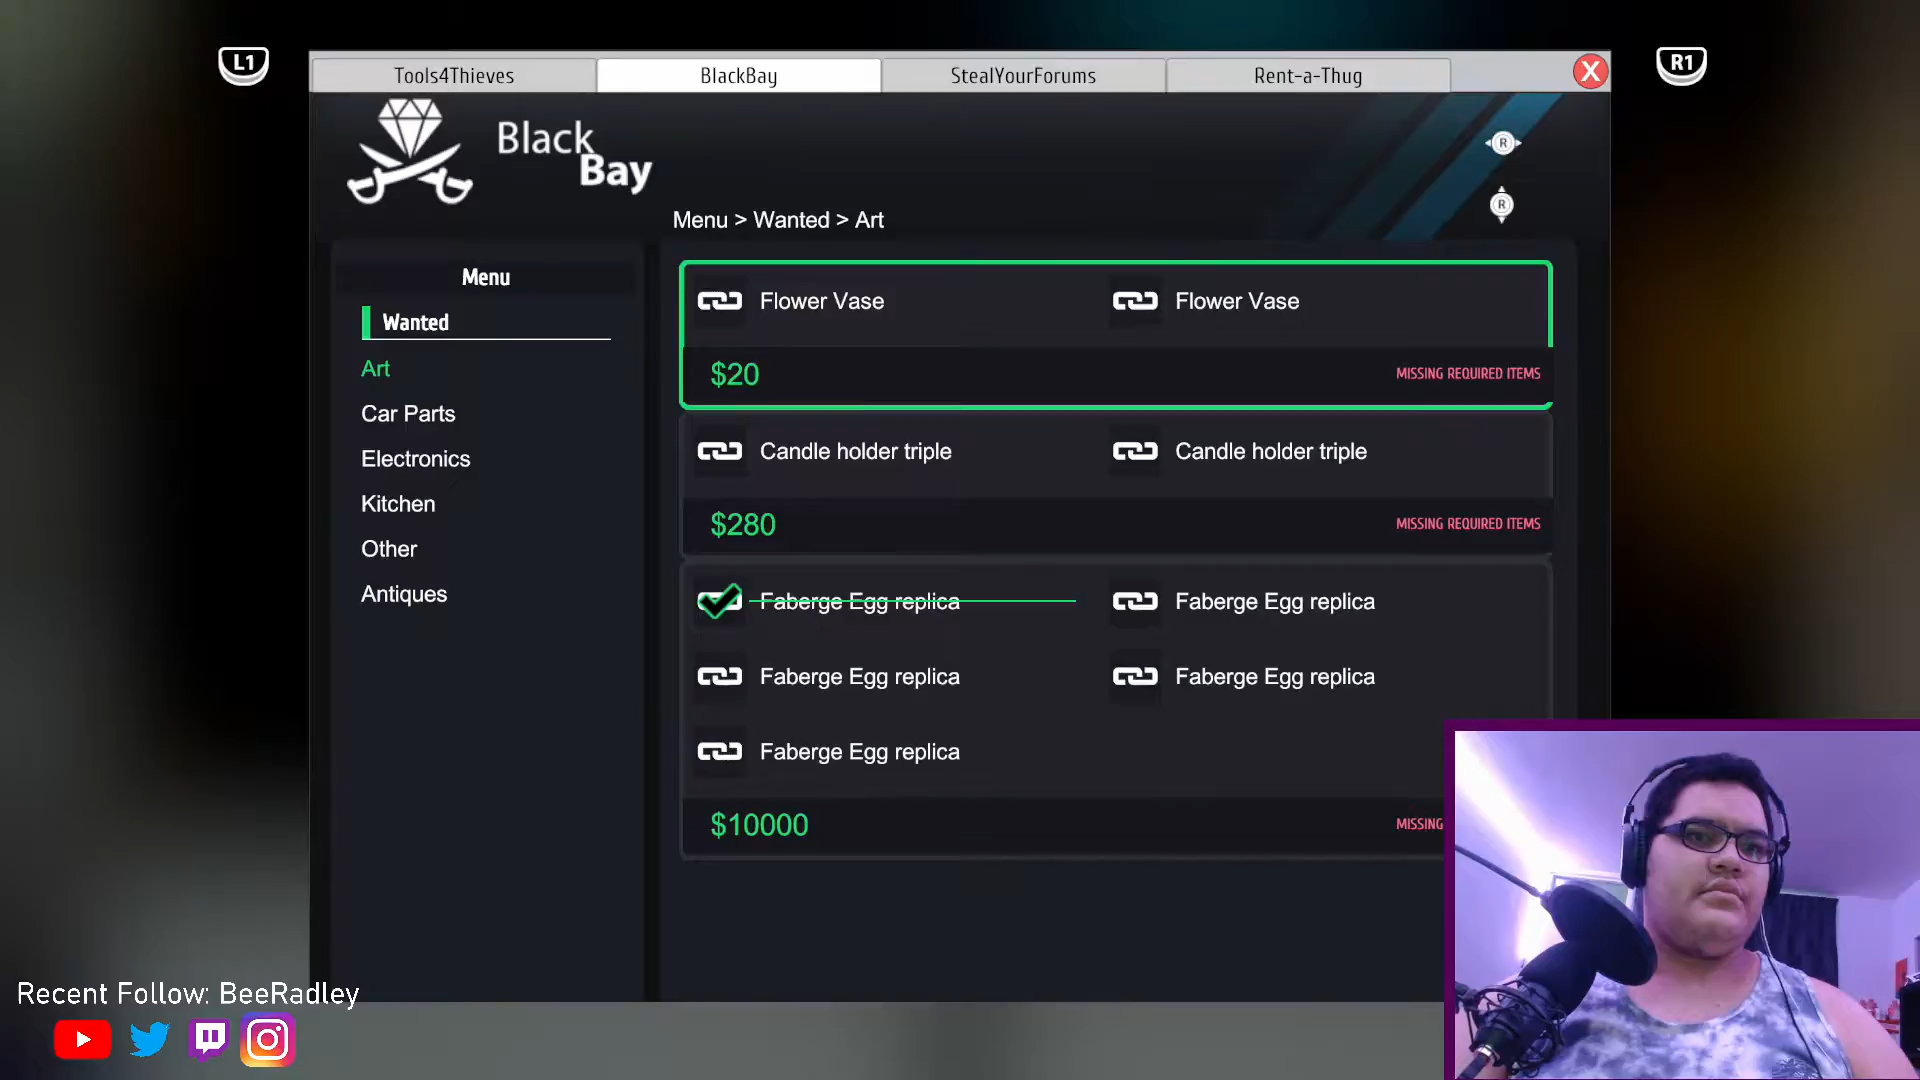 L1
R1
Tools4Thieves
BlackBay
StealYourForums
Rent-a-Thug
X
Black
Bay
R
R
Menu > Wanted > Art
Menu
Wanted
Art
Car Parts
Electronics
Kitchen
Other
Antiques
Flower Vase
Flower Vase
$20
MISSING REQUIRED ITEMS
Candle holder triple
Candle holder triple
$280
MISSING REQUIRED ITEMS
Faberge Egg replica
Faberge Egg replica
Faberge Egg replica
Faberge Egg replica
Faberge Egg replica
$10000
MISSING
Recent Follow: BeeRadley